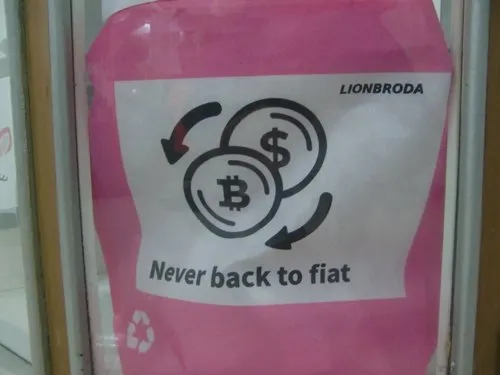 LIONBRODA
$
₿
Never back to fiat